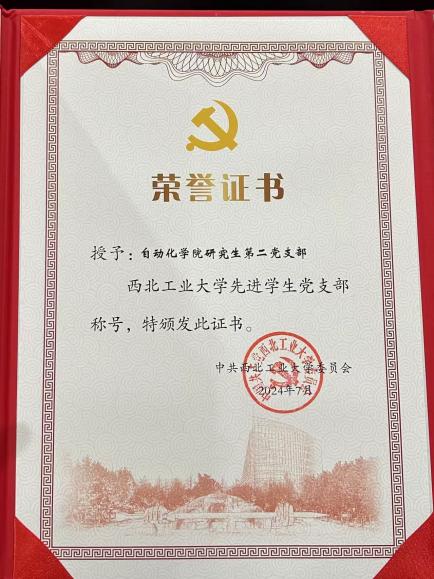 荣誉证书
授予：自动化学院研究生第二党支部
西北工业大学先进学生党支部
称号，特颁发此证书。
中共西北工业大学委员会
2024年7月